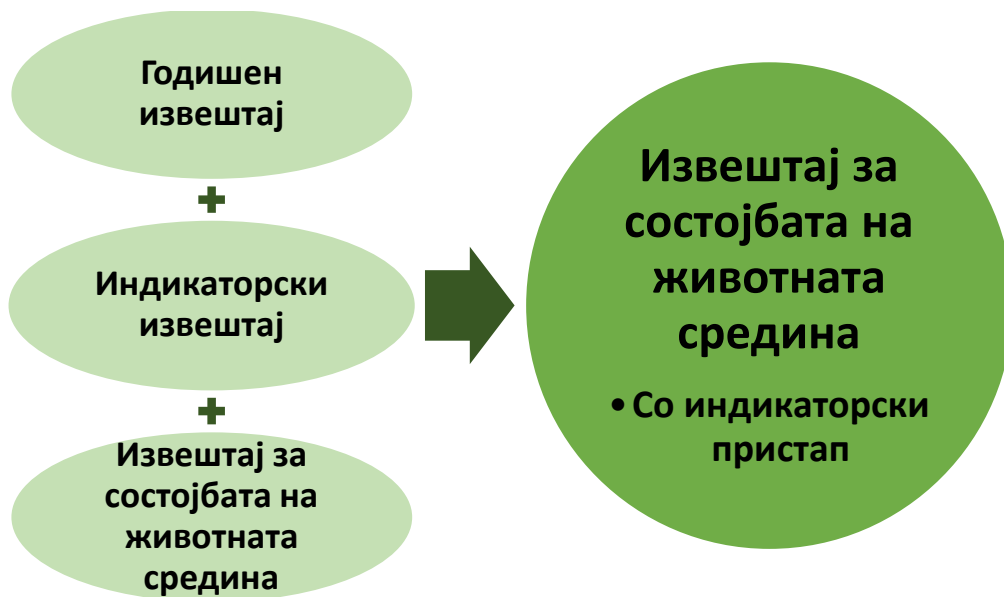 Годишен
извештај
+
Индикаторски
извештај
+
Извештај за
состојбата на
животната
средина
Извештај за
состојбата на
животната
средина
• Со индикаторски
пристап